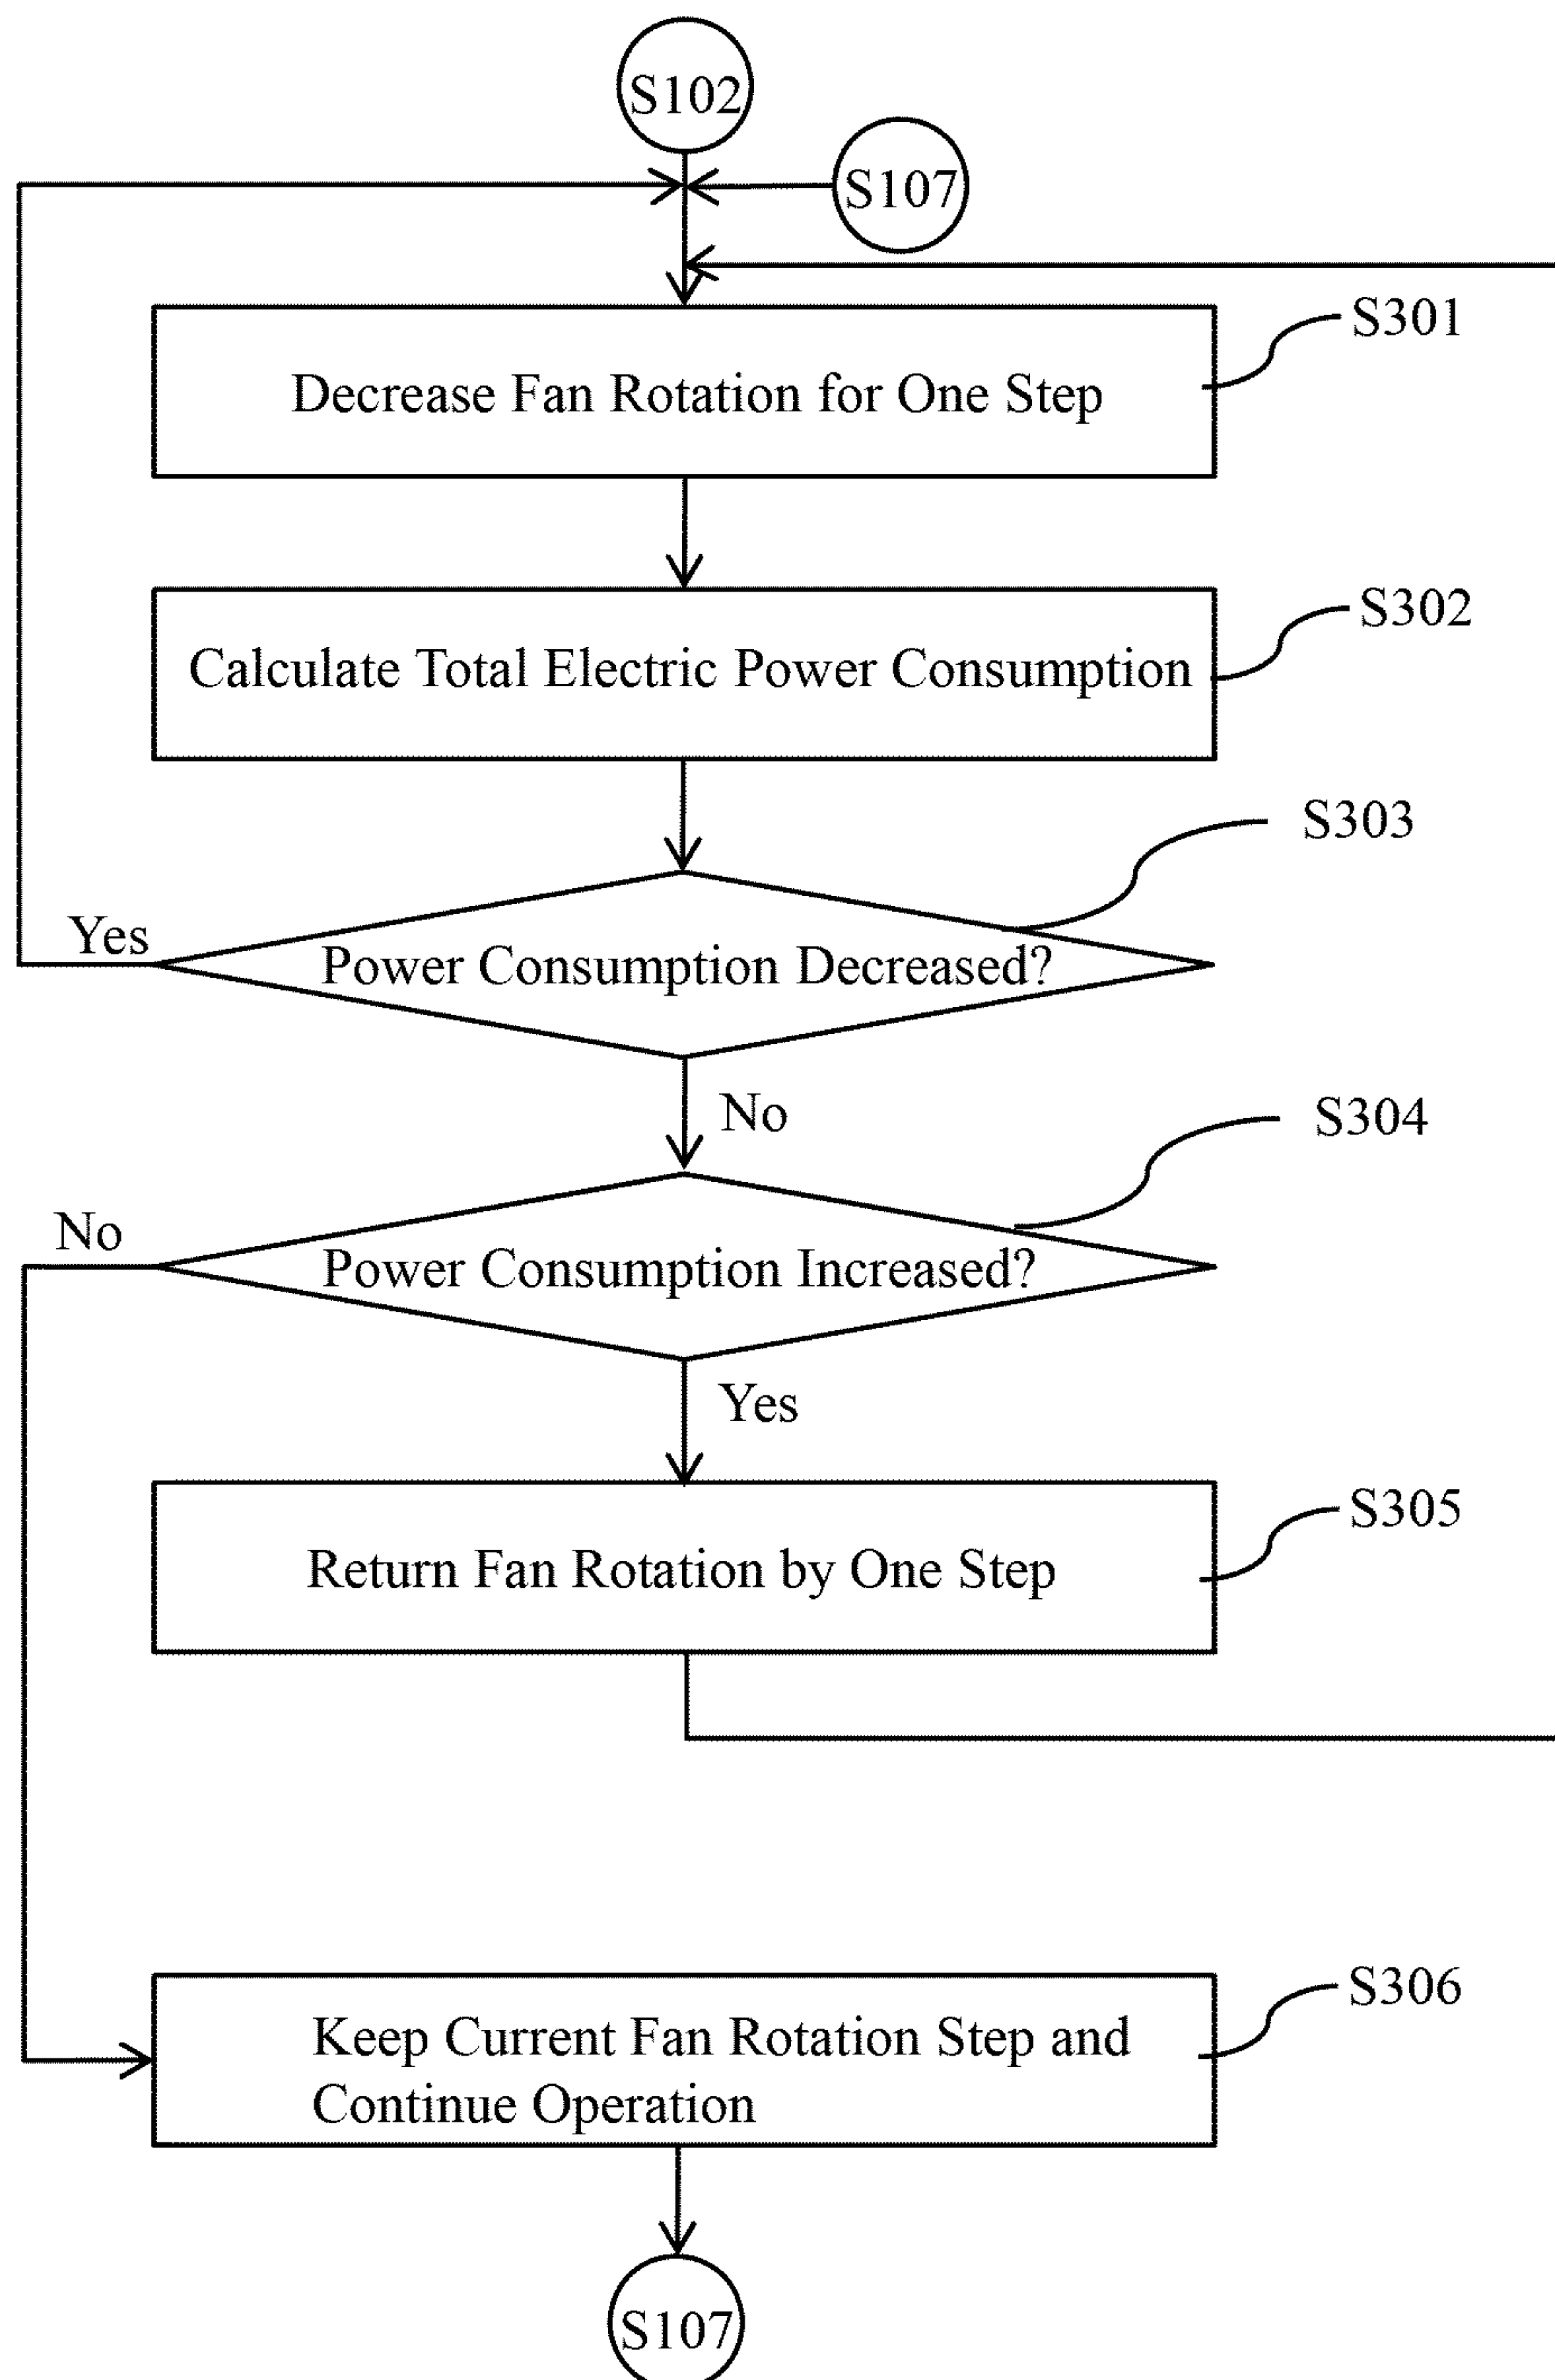 S102
S107
S301
Decrease Fan Rotation for One Step
S302
Calculate Total Electric Power Consumption
S303
Yes
Power Consumption Decreased?
No
S304
No
Power Consumption Increased?
Yes
S305
Return Fan Rotation by One Step
S306
Keep Current Fan Rotation Step and
Continue Operation
S107